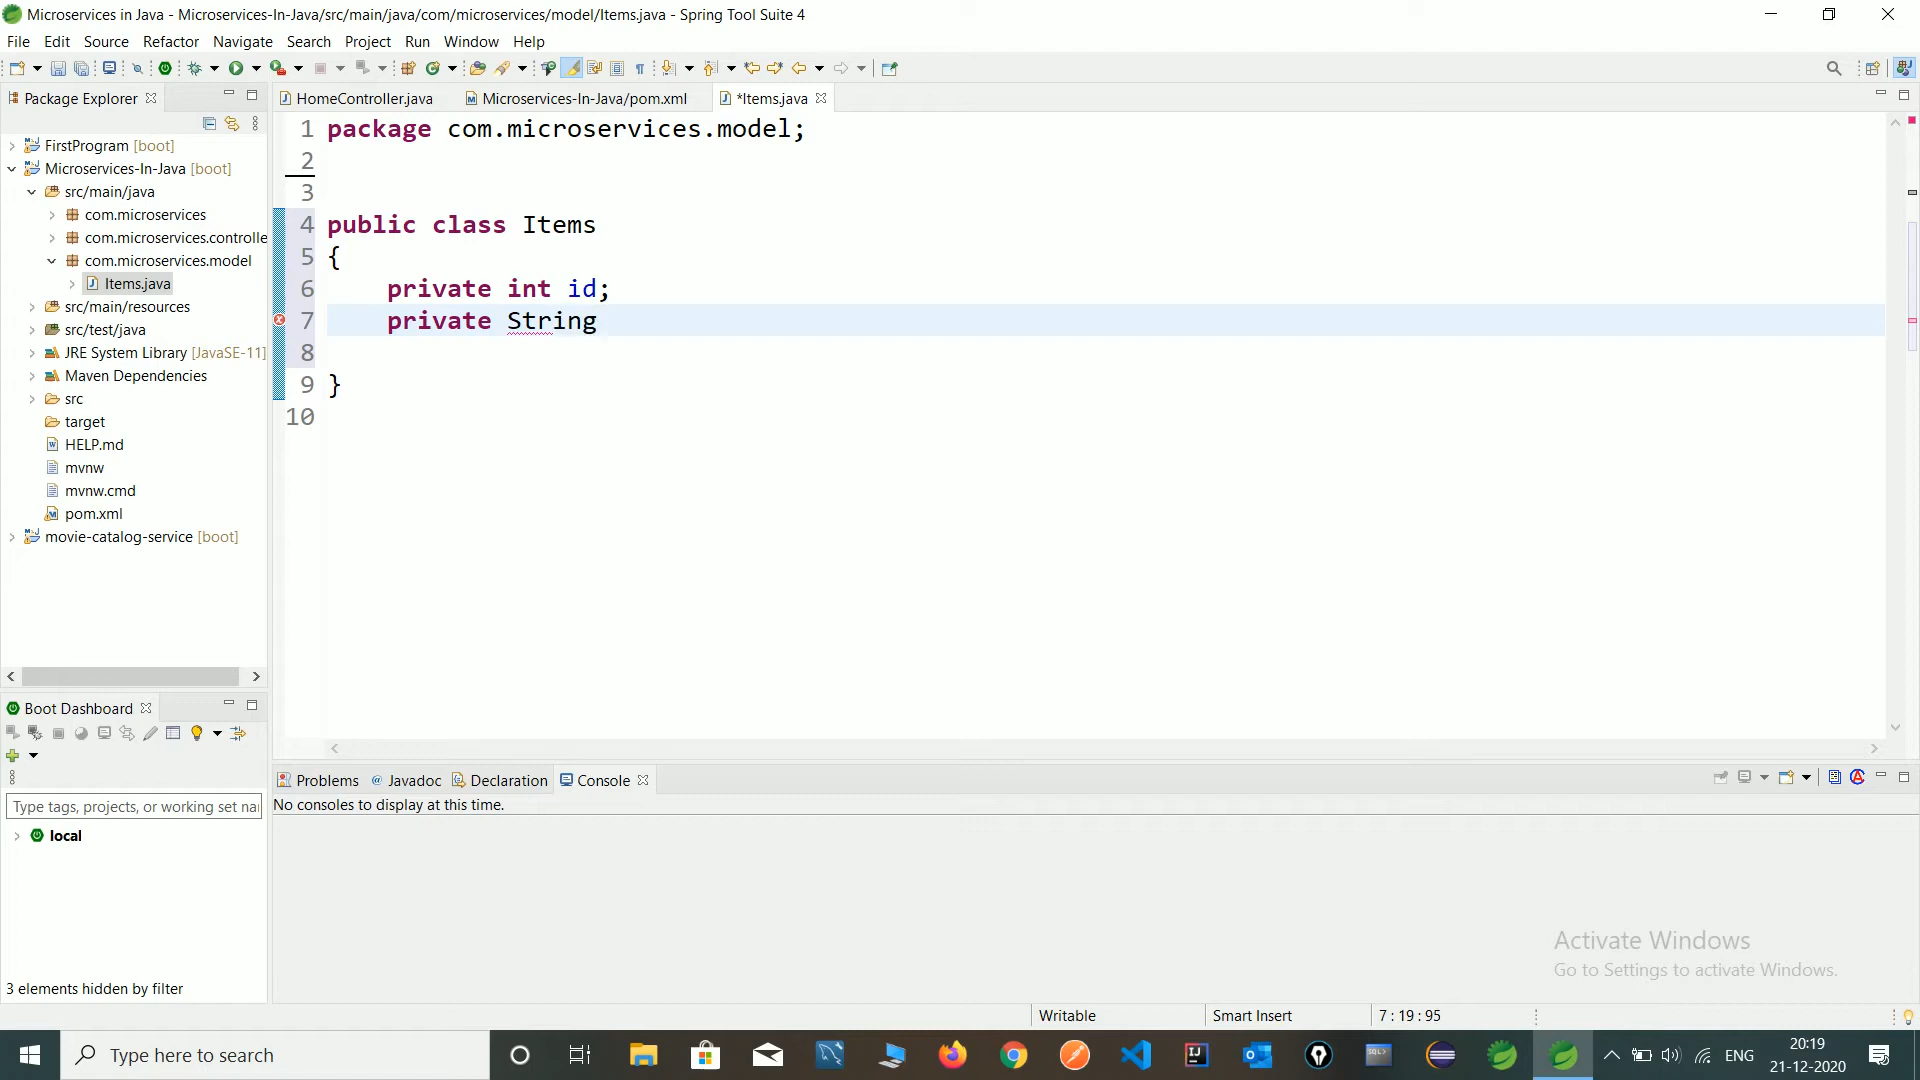 Microservices in Java - Microservices-In-Java/src/main/java/com/microservices/model/Items.java - Spring Tool Suite 4
File Edit Source Refactor Navigate Search Project Run Window Help
Package Explorer
HomeController.java
Microservices-In-Java/pom.xml
*Items.java
FirstProgram [boot]
Microservices-In-Java [boot]
src/main/java
com.microservices
com.microservices.controlle
com.microservices.model
Items.java
src/main/resources
src/test/java
JRE System Library [JavaSE-11]
Maven Dependencies
src
target
HELP.md
mvnw
mvnw.cmd
pom.xml
movie-catalog-service [boot]
1 package com.microservices.model;
2
3
4 public class Items
5 {
6 private int id;
7 private String
8
9 }
10
Boot Dashboard
Type tags, projects, or working set na
local
3 elements hidden by filter
Problems
Javadoc
Declaration
Console
No consoles to display at this time.
Activate Windows
Go to Settings to activate Windows.
Writable
Smart Insert
7 : 19 : 95
Type here to search
ENG
20:19
21-12-2020